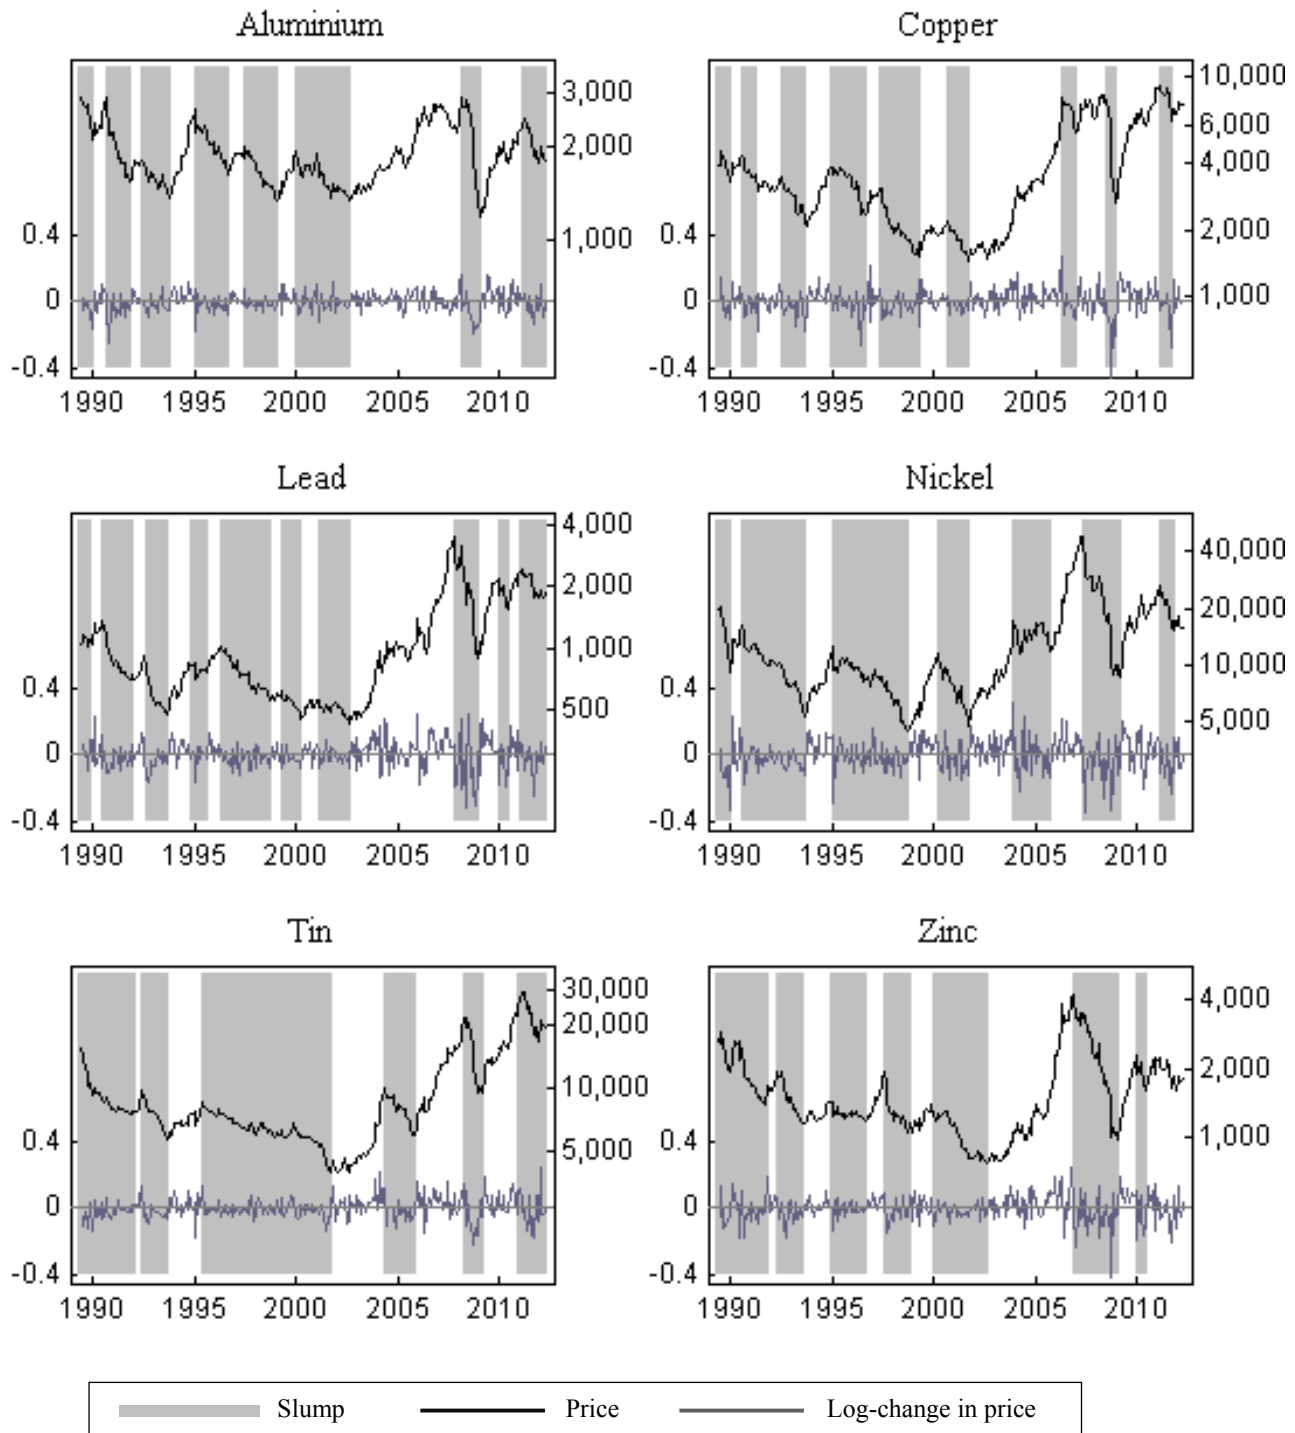 Aluminium Copper
3,000 10,000
2,000 6,000
4,000
0.4 1,000 0.4 2,000
0 0 1,000
-0.4 -0.4
1990 1995 2000 2005 2010 1990 1995 2000 2005 2010
Lead Nickel
4,000 40,000
2,000 20,000
1,000 10,000
0.4 500 0.4 5,000
0 0
-0.4 -0.4
1990 1995 2000 2005 2010 1990 1995 2000 2005 2010
Tin Zinc
30,000 4,000
20,000 2,000
10,000
0.4 5,000 0.4 1,000
0 0
-0.4 -0.4
1990 1995 2000 2005 2010 1990 1995 2000 2005 2010
Slump Price Log-change in price